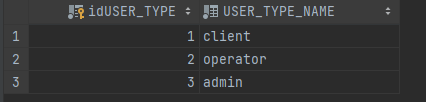 idUSER_TYPE USER_TYPE_NAME
1 1 client
2 2 operator
3 3 admin